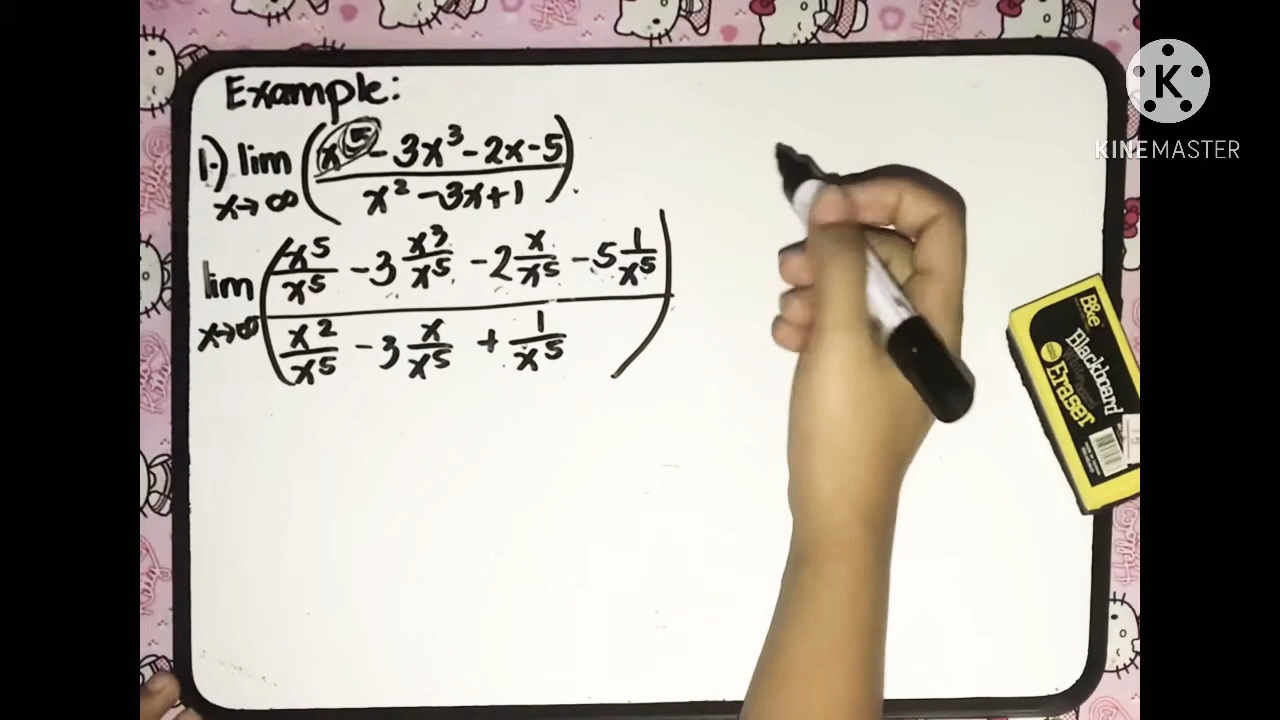 Example:
1.) lim x→∞ (x^5 - 3x^3 - 2x - 5 / x^2 - 3x + 1)
lim x→∞ (x^5/x^5 - 3 x^3/x^5 - 2 x/x^5 - 5 1/x^5 / x^2/x^5 - 3 x/x^5 + 1/x^5)
K
KINEMASTER
B&e
Blackboard
Eraser